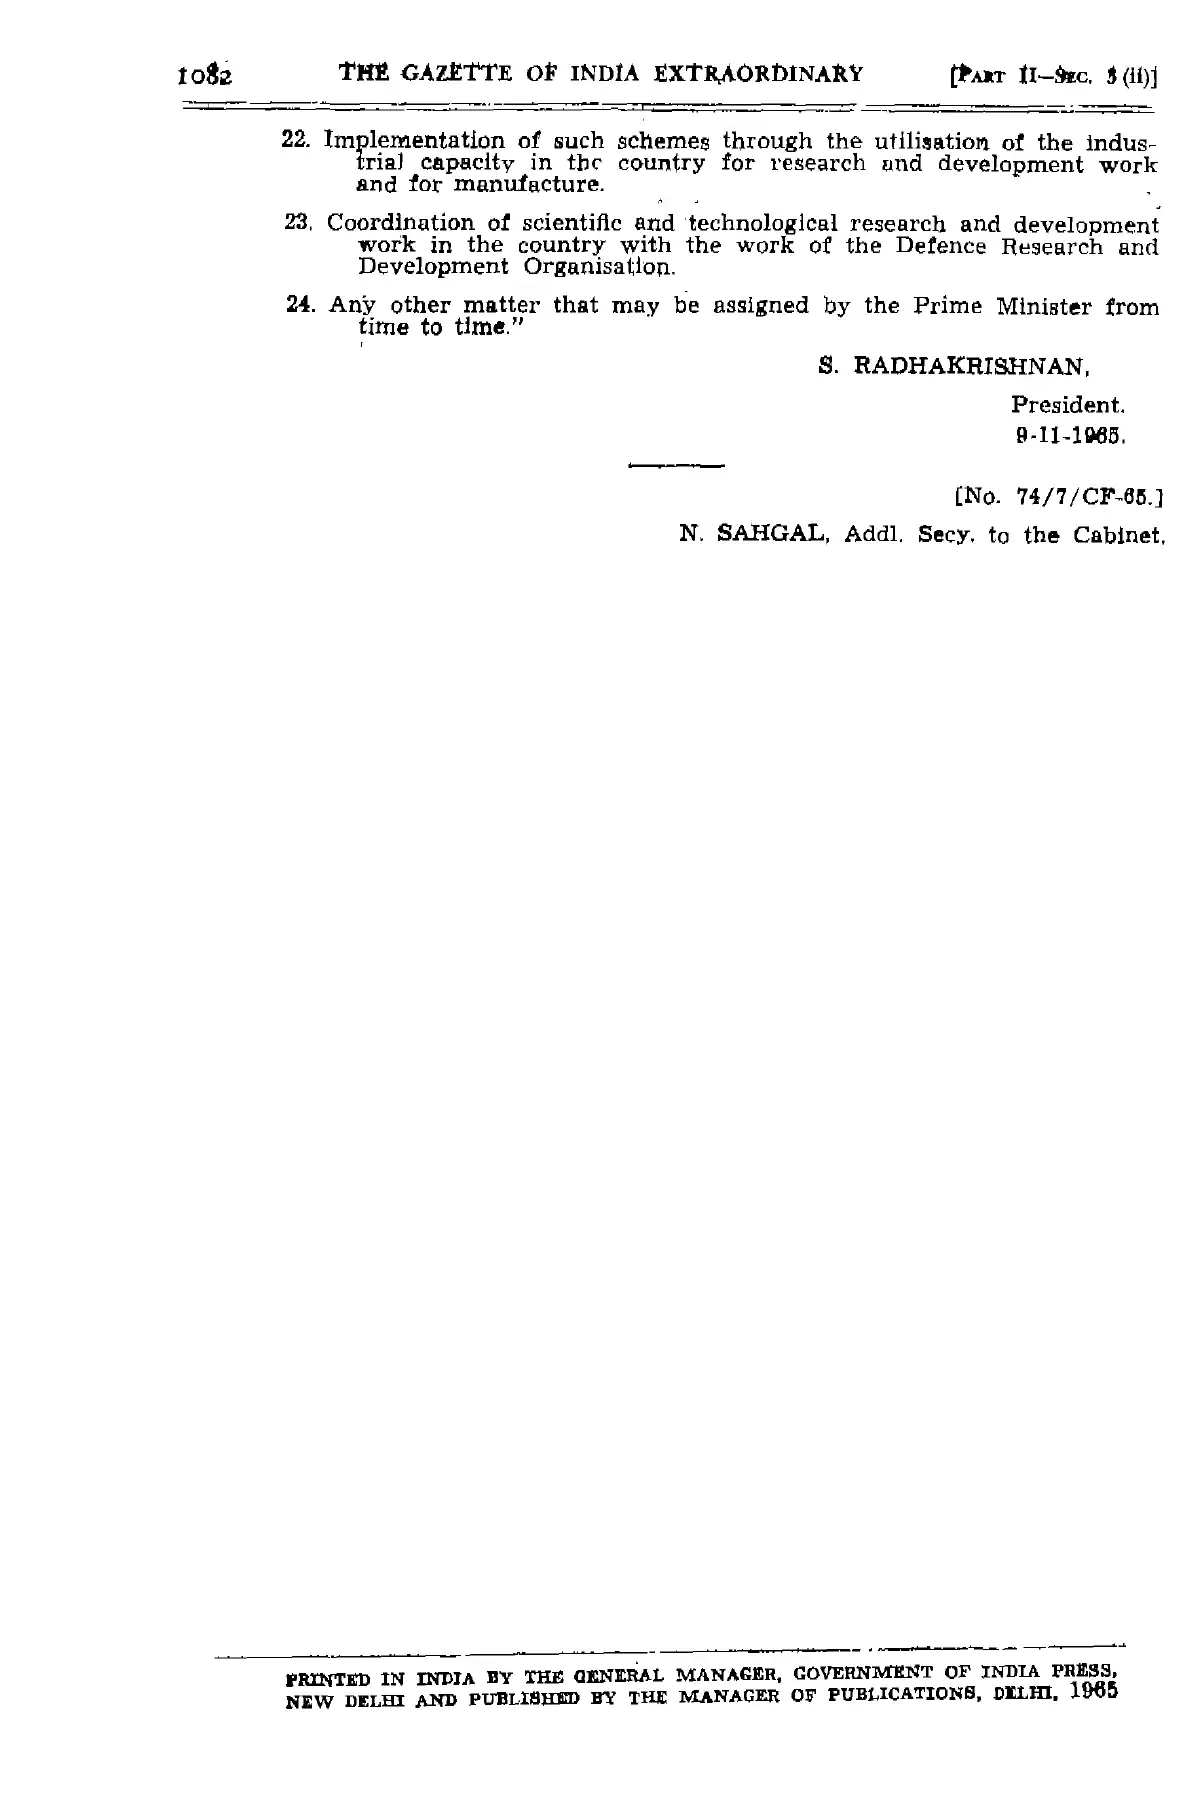 1082 THE GAZETTE OF INDIA EXTRAORDINARY [PART II—SEC. 3 (ii)]
22. Implementation of such schemes through the utilisation of the indus-
trial capacity in the country for research and development work
and for manufacture.
23. Coordination of scientific and technological research and development
work in the country with the work of the Defence Research and
Development Organisation.
24. Any other matter that may be assigned by the Prime Minister from
time to time."
S. RADHAKRISHNAN,
President.
9-11-1965.
[No. 74/7/CF-65.]
N. SAHGAL, Addl. Secy. to the Cabinet.
PRINTED IN INDIA BY THE GENERAL MANAGER, GOVERNMENT OF INDIA PRESS,
NEW DELHI AND PUBLISHED BY THE MANAGER OF PUBLICATIONS, DELHI, 1965